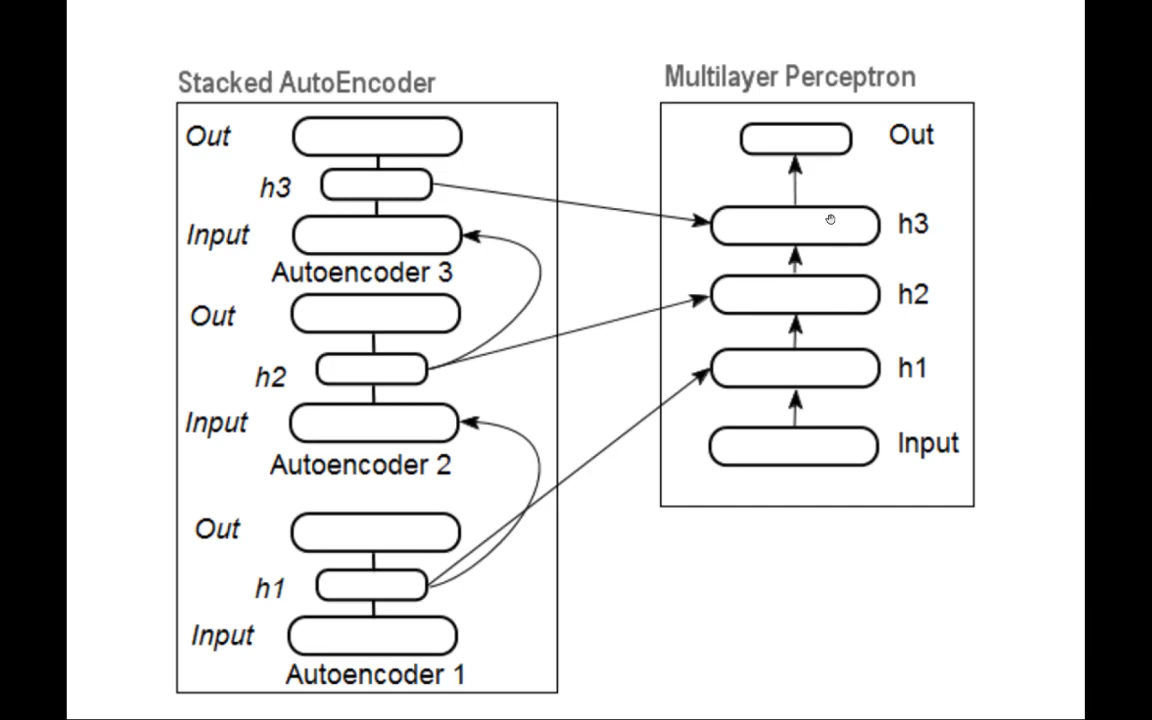 Stacked AutoEncoder
Out
h3
Input
Autoencoder 3
Out
h2
Input
Autoencoder 2
Out
h1
Input
Autoencoder 1
Multilayer Perceptron
Out
h3
h2
h1
Input